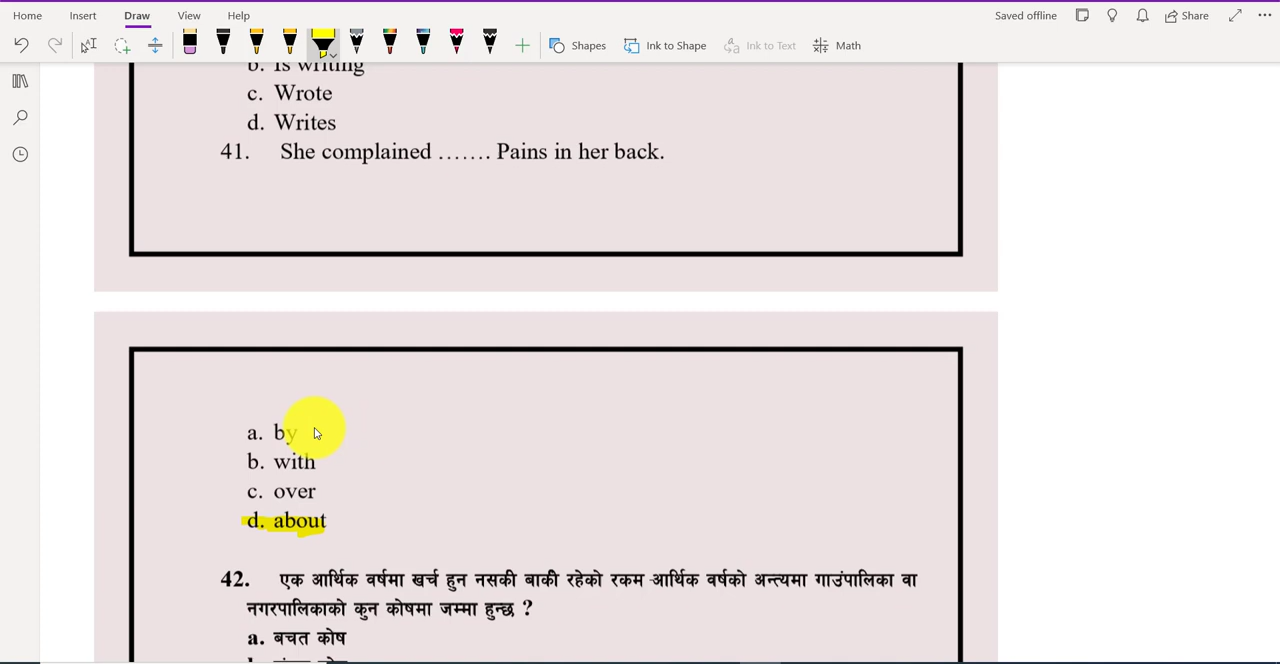 Home Insert Draw View Help Saved offline Share
Shapes Ink to Shape Ink to Text Math
b. Is writing
c. Wrote
d. Writes
41. She complained ……. Pains in her back.
a. by
b. with
c. over
d. about
42. एक आर्थिक वर्षमा खर्च हुन नसकी बाकी रहेको रकम आर्थिक वर्षको अन्त्यमा गाउंपालिका वा
नगरपालिकाको कुन कोषमा जम्मा हुन्छ ?
a. बचत कोष